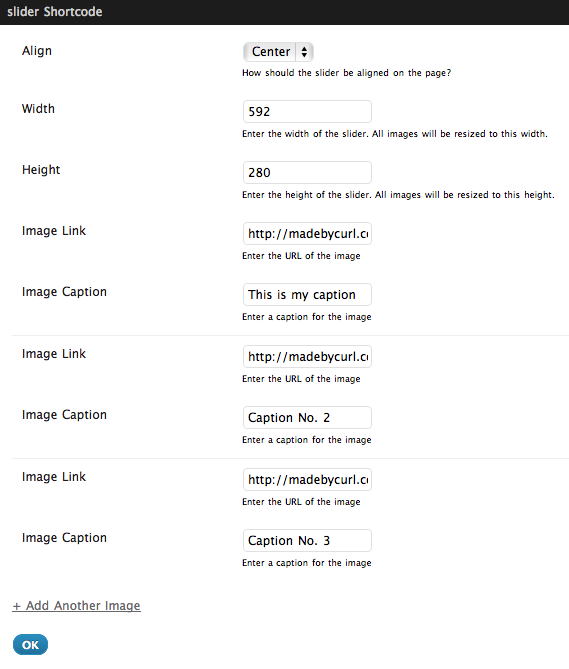 slider Shortcode
Align
Center
How should the slider be aligned on the page?
Width
592
Enter the width of the slider. All images will be resized to this width.
Height
280
Enter the height of the slider. All images will be resized to this height.
Image Link
http://madebycurl.c
Enter the URL of the image
Image Caption
This is my caption
Enter a caption for the image
Image Link
http://madebycurl.c
Enter the URL of the image
Image Caption
Caption No. 2
Enter a caption for the image
Image Link
http://madebycurl.c
Enter the URL of the image
Image Caption
Caption No. 3
Enter a caption for the image
+ Add Another Image
OK